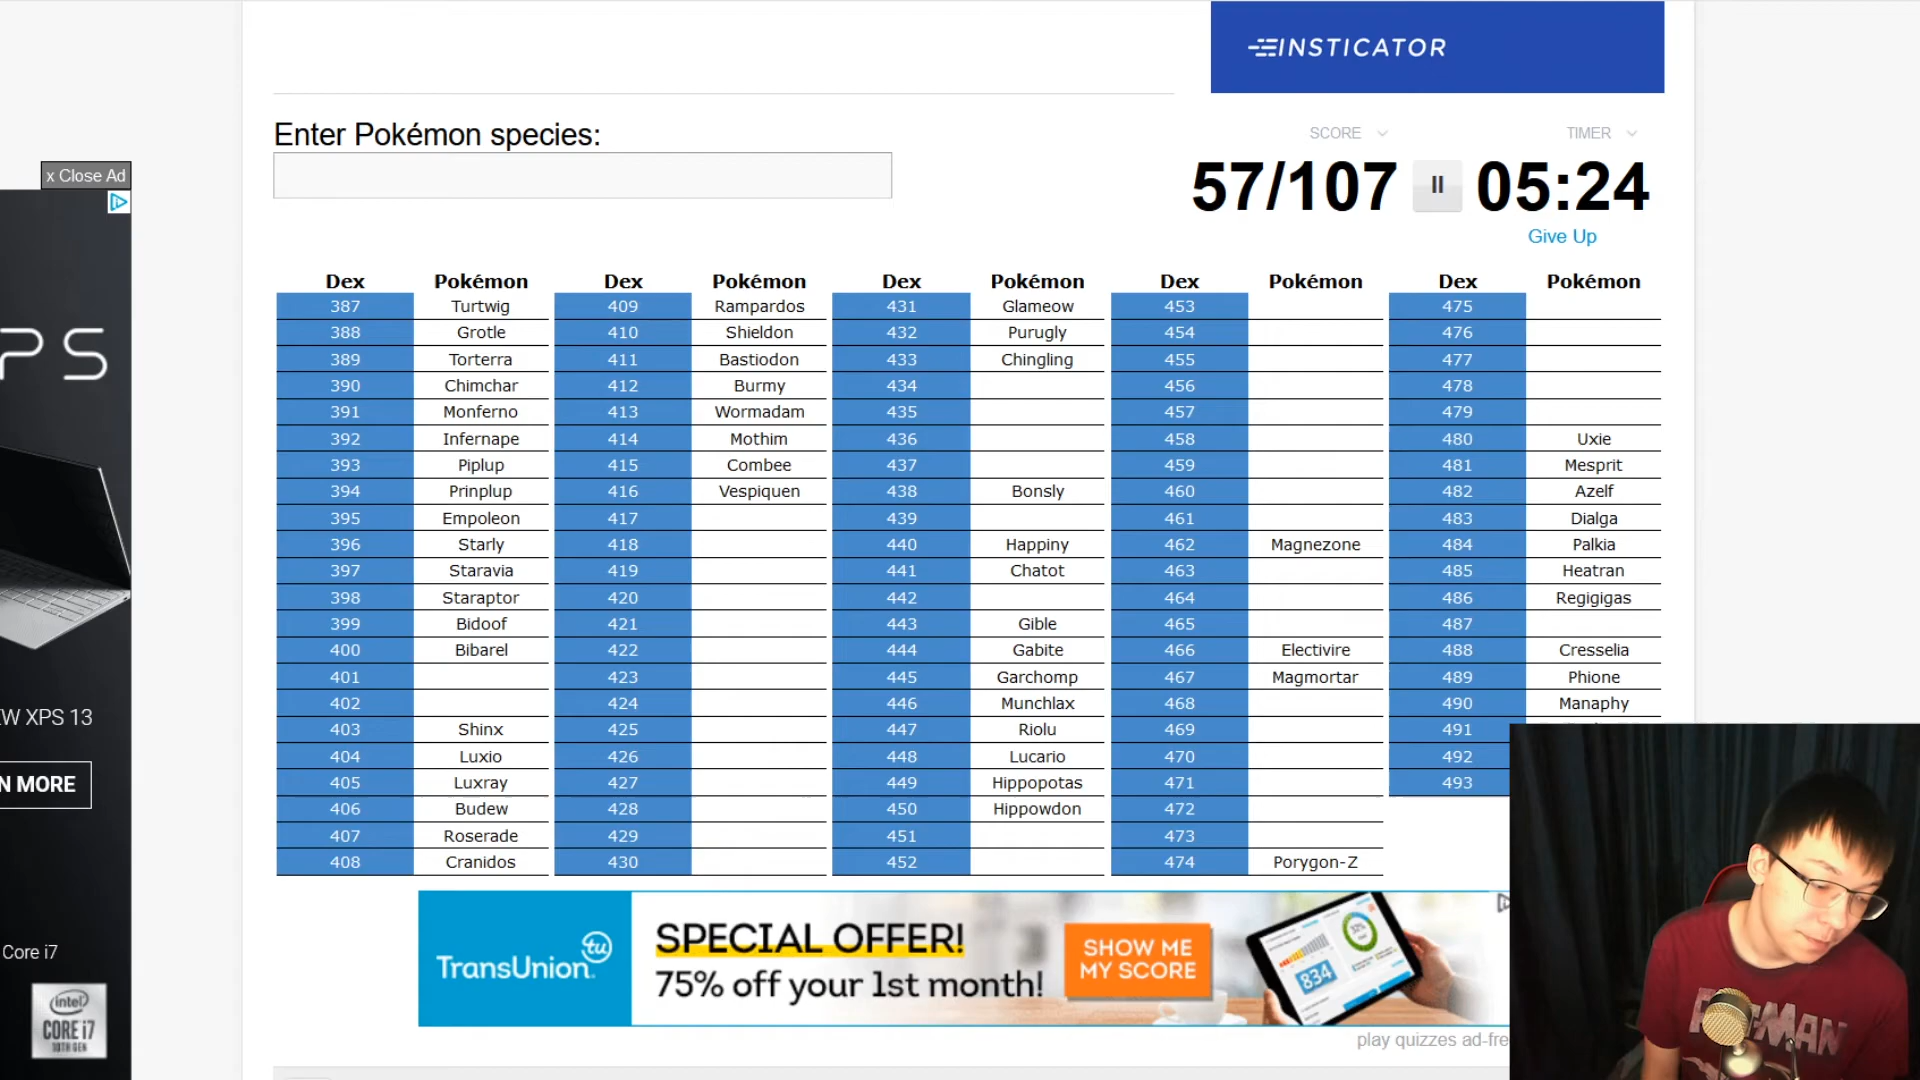 INSTICATOR
Enter Pokémon species:
SCORE
TIMER
57/107
05:24
Give Up
x Close Ad
PS
W XPS 13
N MORE
Core i7
intel
CORE i7
10TH GEN
Dex Pokémon Dex Pokémon Dex Pokémon Dex Pokémon Dex Pokémon
387 Turtwig 409 Rampardos 431 Glameow 453 475
388 Grotle 410 Shieldon 432 Purugly 454 476
389 Torterra 411 Bastiodon 433 Chingling 455 477
390 Chimchar 412 Burmy 434 456 478
391 Monferno 413 Wormadam 435 457 479
392 Infernape 414 Mothim 436 458 480 Uxie
393 Piplup 415 Combee 437 459 481 Mesprit
394 Prinplup 416 Vespiquen 438 Bonsly 460 482 Azelf
395 Empoleon 417 439 461 483 Dialga
396 Starly 418 440 Happiny 462 Magnezone 484 Palkia
397 Staravia 419 441 Chatot 463 485 Heatran
398 Staraptor 420 442 464 486 Regigigas
399 Bidoof 421 443 Gible 465 487
400 Bibarel 422 444 Gabite 466 Electivire 488 Cresselia
401 423 445 Garchomp 467 Magmortar 489 Phione
402 424 446 Munchlax 468 490 Manaphy
403 Shinx 425 447 Riolu 469 491
404 Luxio 426 448 Lucario 470 492
405 Luxray 427 449 Hippopotas 471 493
406 Budew 428 450 Hippowdon 472
407 Roserade 429 451 473
408 Cranidos 430 452 474 Porygon-Z
TransUnion
tu
SPECIAL OFFER!
75% off your 1st month!
SHOW ME
MY SCORE
834
play quizzes ad-fre